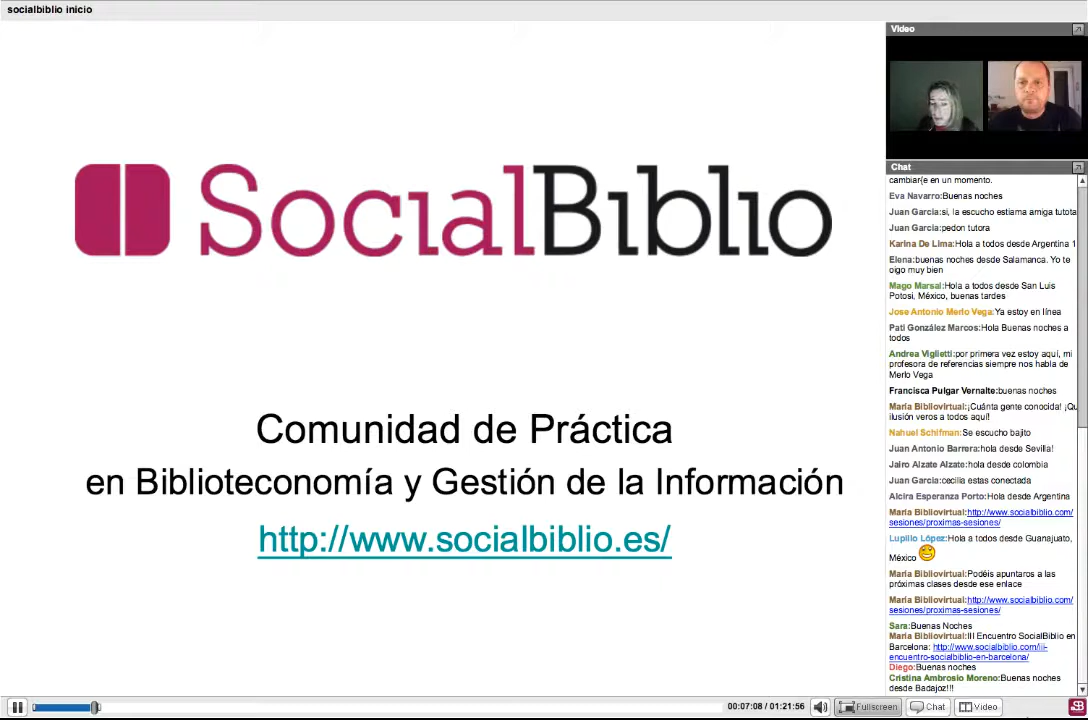 socialbiblio inicio
Video
SocialBiblio
Comunidad de Práctica
en Biblioteconomía y Gestión de la Información
http://www.socialbiblio.es/
Chat
cambiar{e en un momento.
Eva Navarro:Buenas noches
Juan Garcia:si, la escucho estiama amiga tutota
Juan Garcia:pedon tutora
Karina De Lima:Hola a todos desde Argentina 1
Elena:buenas noches desde Salamanca. Yo te
oigo muy bien
Mago Marsal:Hola a todos desde San Luis
Potosi, México, buenas tardes
Jose Antonio Merlo Vega:Ya estoy en línea
Pati González Marcos:Hola Buenas noches a
todos
Andrea Viglietti:por primera vez estoy aquí, mi
profesora de referencias siempre nos habla de
Merlo Vega
Francisca Pulgar Vernalte:buenas noches
María Bibliovirtual:¡Cuánta gente conocida! ¡Qu
ilusión veros a todos aquí!
Nahuel Schifman:Se escucho bajito
Juan Antonio Barrera:hola desde Sevilla!
Jairo Alzate Alzate:hola desde colombia
Juan Garcia:cecilia estas conectada
Alcira Esperanza Porto:Hola desde Argentina
María Bibliovirtual:http://www.socialbiblio.com/
sesiones/proximas-sesiones/
Lupillo López:Hola a todos desde Guanajuato,
México
María Bibliovirtual:Podéis apuntaros a las
próximas clases desde ese enlace
María Bibliovirtual:http://www.socialbiblio.com/
sesiones/proximas-sesiones/
Sara:Buenas Noches
María Bibliovirtual:III Encuentro SocialBiblio en
Barcelona: http://www.socialbiblio.com/iii-
encuentro-socialbiblio-en-barcelona/
Diego:Buenas noches
Cristina Ambrosio Moreno:Buenas noches
desde Badajoz!!!
00:07:08 / 01:21:56
Fullscreen
Chat
Video
SB